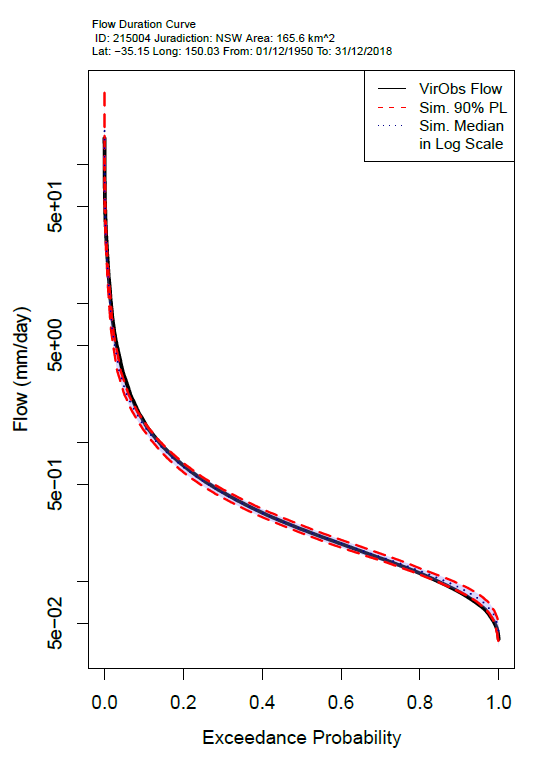 Flow Duration Curve
ID: 215004 Juradiction: NSW Area: 165.6 km^2
Lat: −35.15 Long: 150.03 From: 01/12/1950 To: 31/12/2018
VirObs Flow
Sim. 90% PL
Sim. Median
in Log Scale
Flow (mm/day)
5e+01
5e+00
5e−01
5e−02
0.0 0.2 0.4 0.6 0.8 1.0
Exceedance Probability